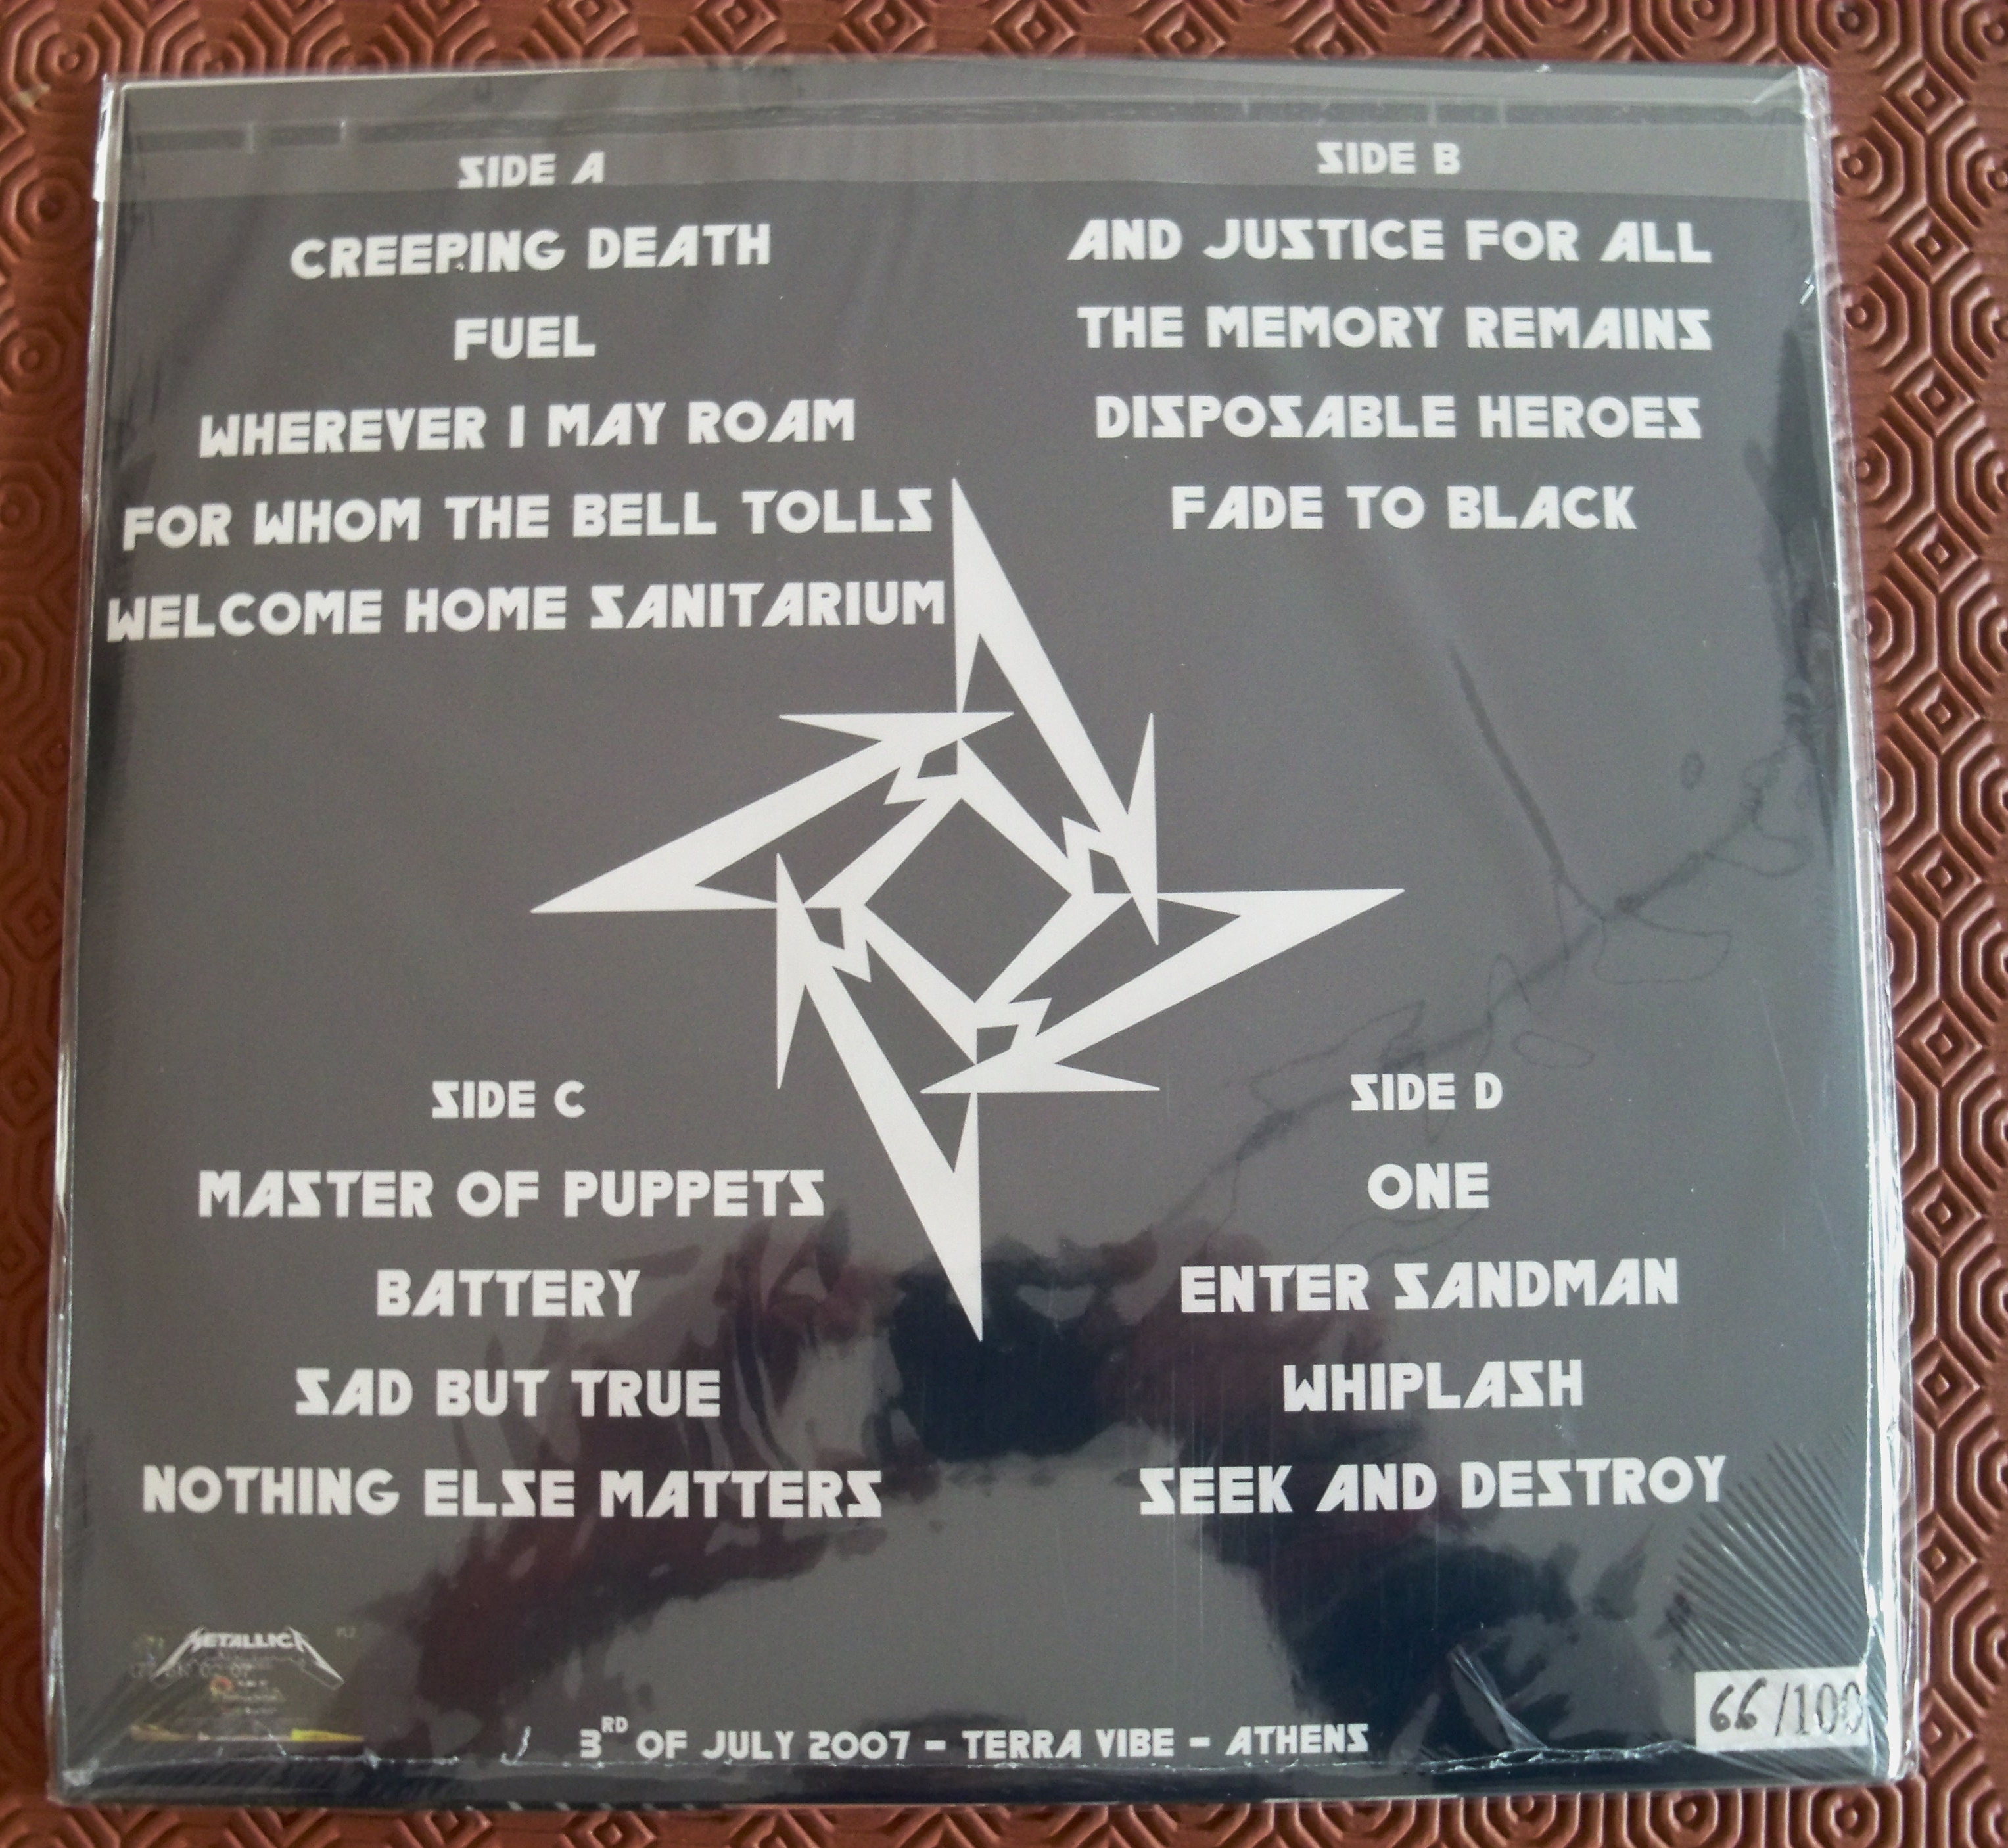 SIDE A
CREEPING DEATH
FUEL
WHEREVER I MAY ROAM
FOR WHOM THE BELL TOLLS
WELCOME HOME SANITARIUM
SIDE B
AND JUSTICE FOR ALL
THE MEMORY REMAINS
DISPOSABLE HEROES
FADE TO BLACK
SIDE C
MASTER OF PUPPETS
BATTERY
SAD BUT TRUE
NOTHING ELSE MATTERS
SIDE D
ONE
ENTER SANDMAN
WHIPLASH
SEEK AND DESTROY
METALLICA
3RD OF JULY 2007 - TERRA VIBE - ATHENS
66/100